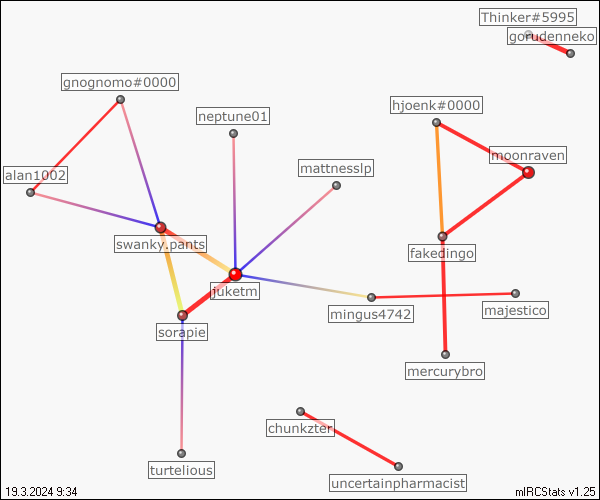 Thinker#5995
gorudenneko
gnognomo#0000
hjoenk#0000
neptune01
moonraven
mattnesslp
alan1002
swanky.pants
fakedingo
juketm
mingus4742
majestico
sorapie
mercurybro
chunkzter
turtelious
uncertainpharmacist
19.3.2024 9:34
mIRCStats v1.25